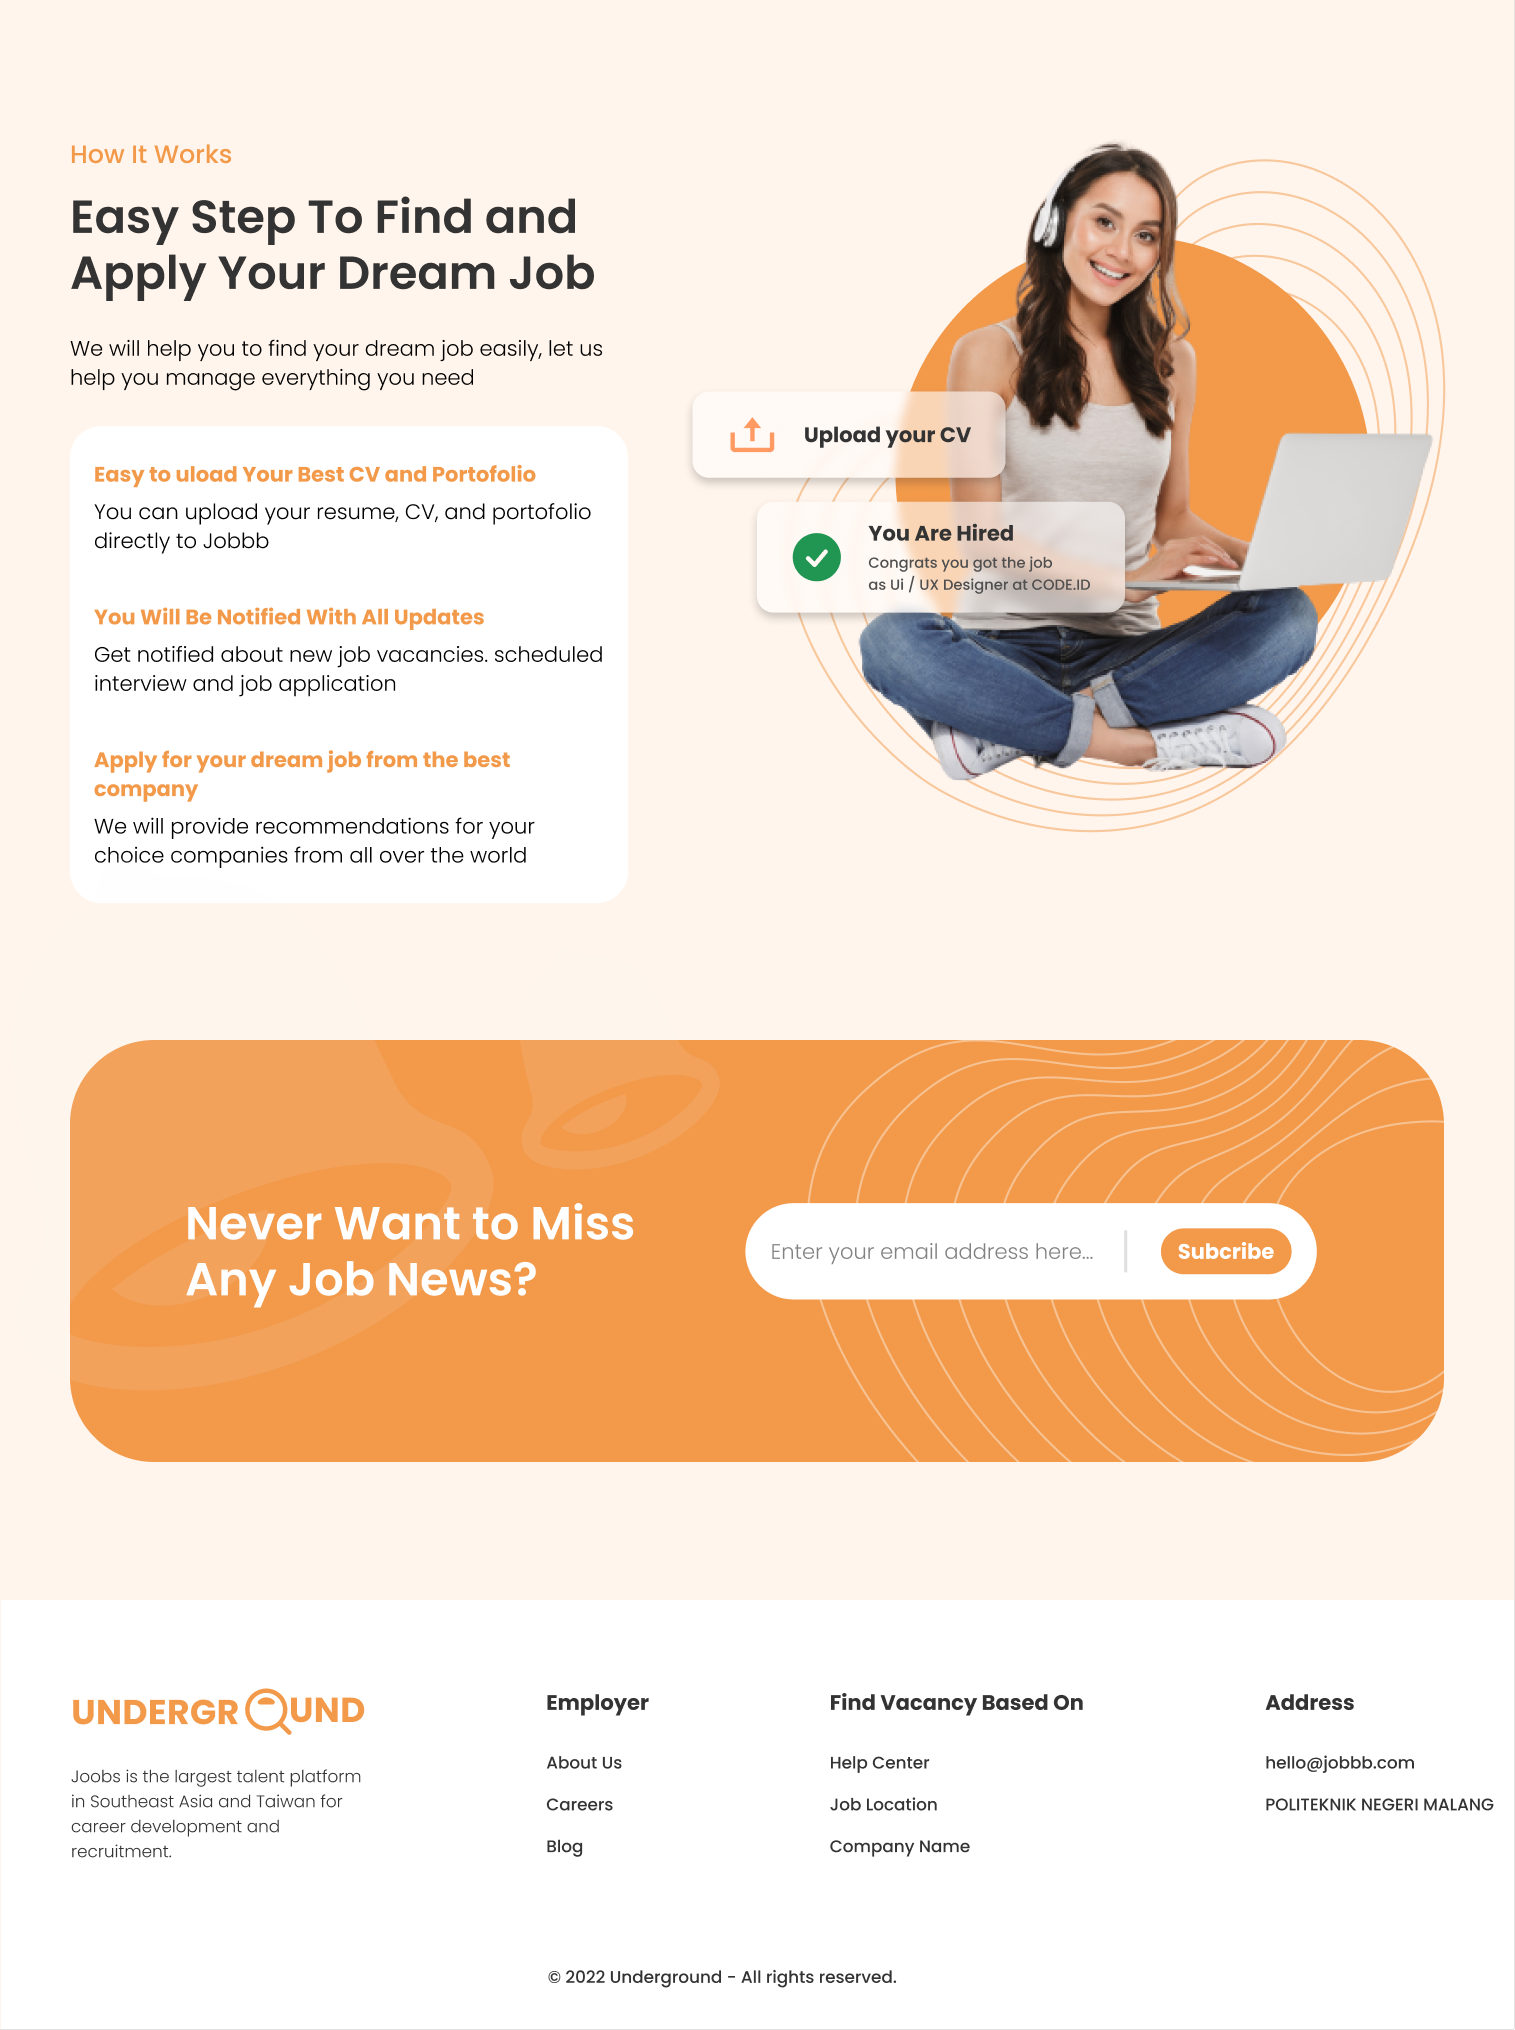 How It Works
Easy Step To Find and
Apply Your Dream Job
We will help you to find your dream job easily, let us
help you manage everything you need
Easy to uload Your Best CV and Portofolio
You can upload your resume, CV, and portofolio
directly to Jobbb
You Will Be Notified With All Updates
Get notified about new job vacancies. scheduled
interview and job application
Apply for your dream job from the best
company
We will provide recommendations for your
choice companies from all over the world
Upload your CV
You Are Hired
Congrats you got the job
as Ui / UX Designer at CODE.ID
Never Want to Miss
Any Job News?
Enter your email address here...
Subcribe
UNDERGROUND
Joobs is the largest talent platform
in Southeast Asia and Taiwan for
career development and
recruitment.
Employer
About Us
Careers
Blog
Find Vacancy Based On
Help Center
Job Location
Company Name
Address
hello@jobbb.com
POLITEKNIK NEGERI MALANG
© 2022 Underground - All rights reserved.